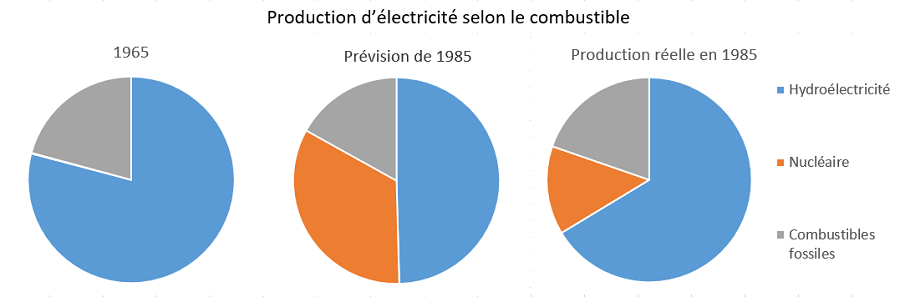 Production d’électricité selon le combustible
1965
Prévision de 1985
Production réelle en 1985
Hydroélectricité
Nucléaire
Combustibles
fossiles